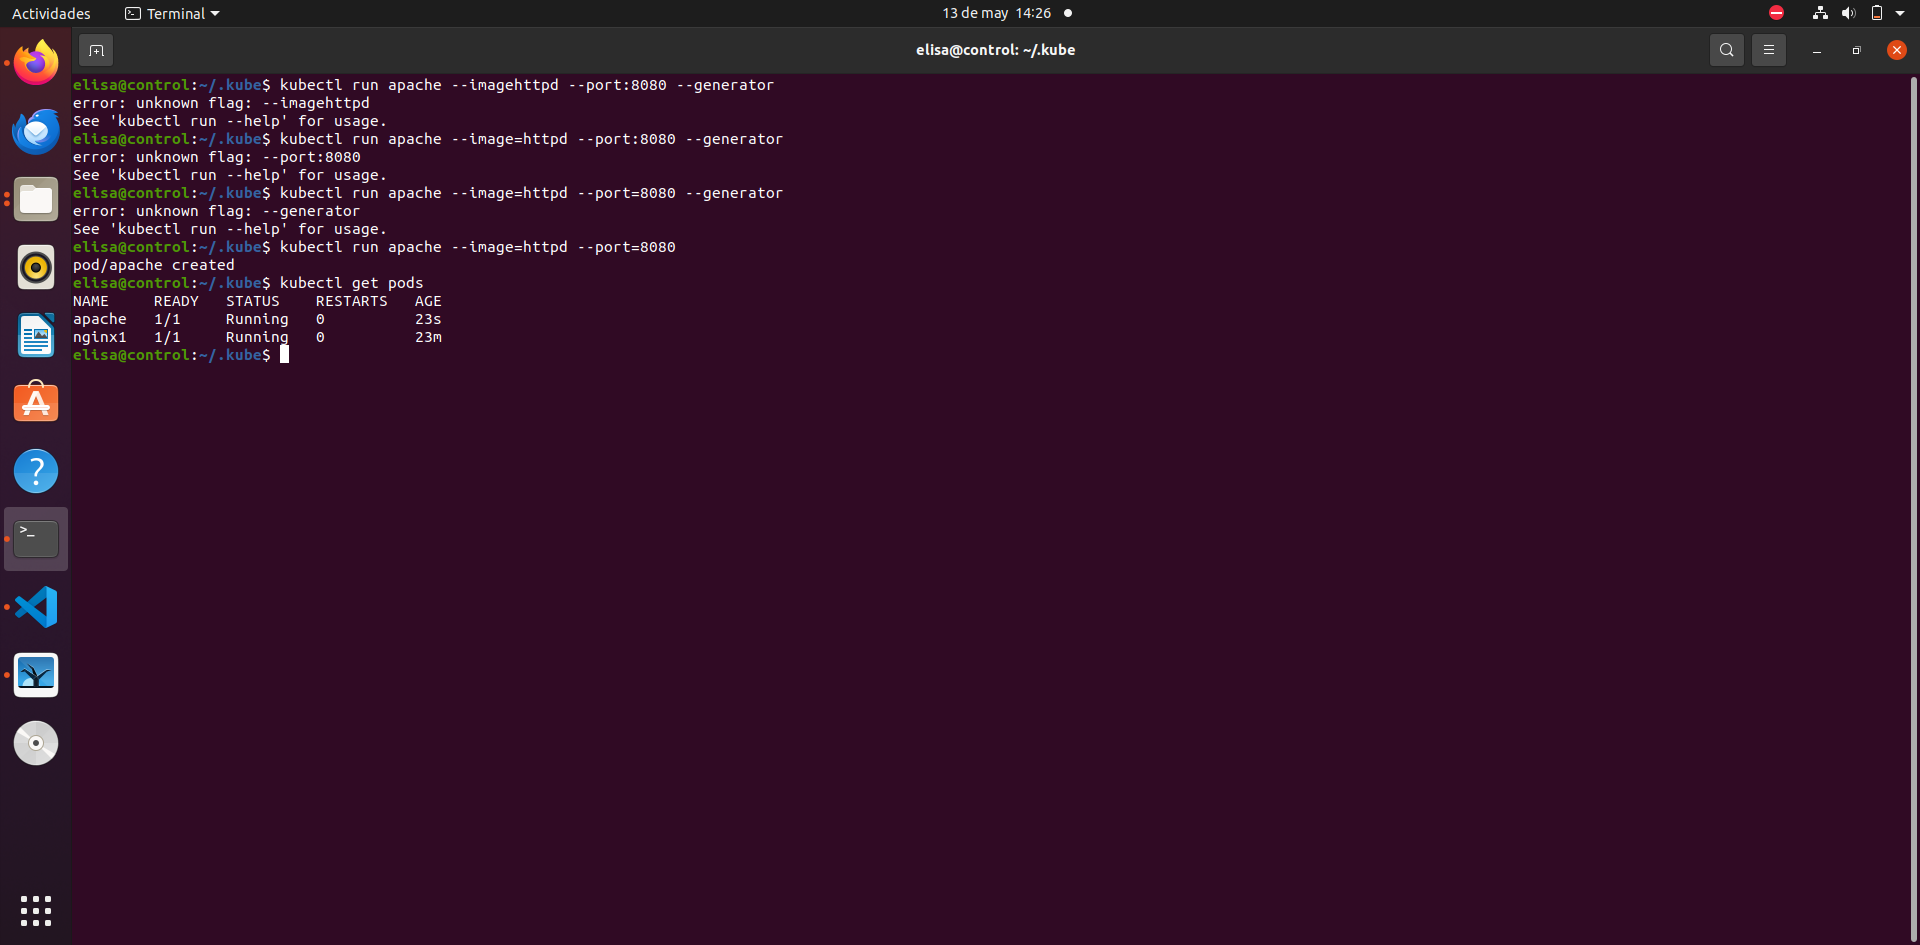 Actividades
Terminal
13 de may 14:26
elisa@control: ~/.kube
elisa@control:~/.kube$ kubectl run apache --imagehttpd --port:8080 --generator
error: unknown flag: --imagehttpd
See 'kubectl run --help' for usage.
elisa@control:~/.kube$ kubectl run apache --image=httpd --port:8080 --generator
error: unknown flag: --port:8080
See 'kubectl run --help' for usage.
elisa@control:~/.kube$ kubectl run apache --image=httpd --port=8080 --generator
error: unknown flag: --generator
See 'kubectl run --help' for usage.
elisa@control:~/.kube$ kubectl run apache --image=httpd --port=8080
pod/apache created
elisa@control:~/.kube$ kubectl get pods
NAME     READY   STATUS    RESTARTS   AGE
apache   1/1     Running   0          23s
nginx1   1/1     Running   0          23m
elisa@control:~/.kube$